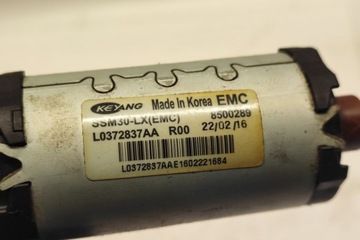 KEYANG Made In Korea EMC
SSM30-LX(EMC) 8500289
L0372837AA R00 22/02/16
L0372837AAE1602221684